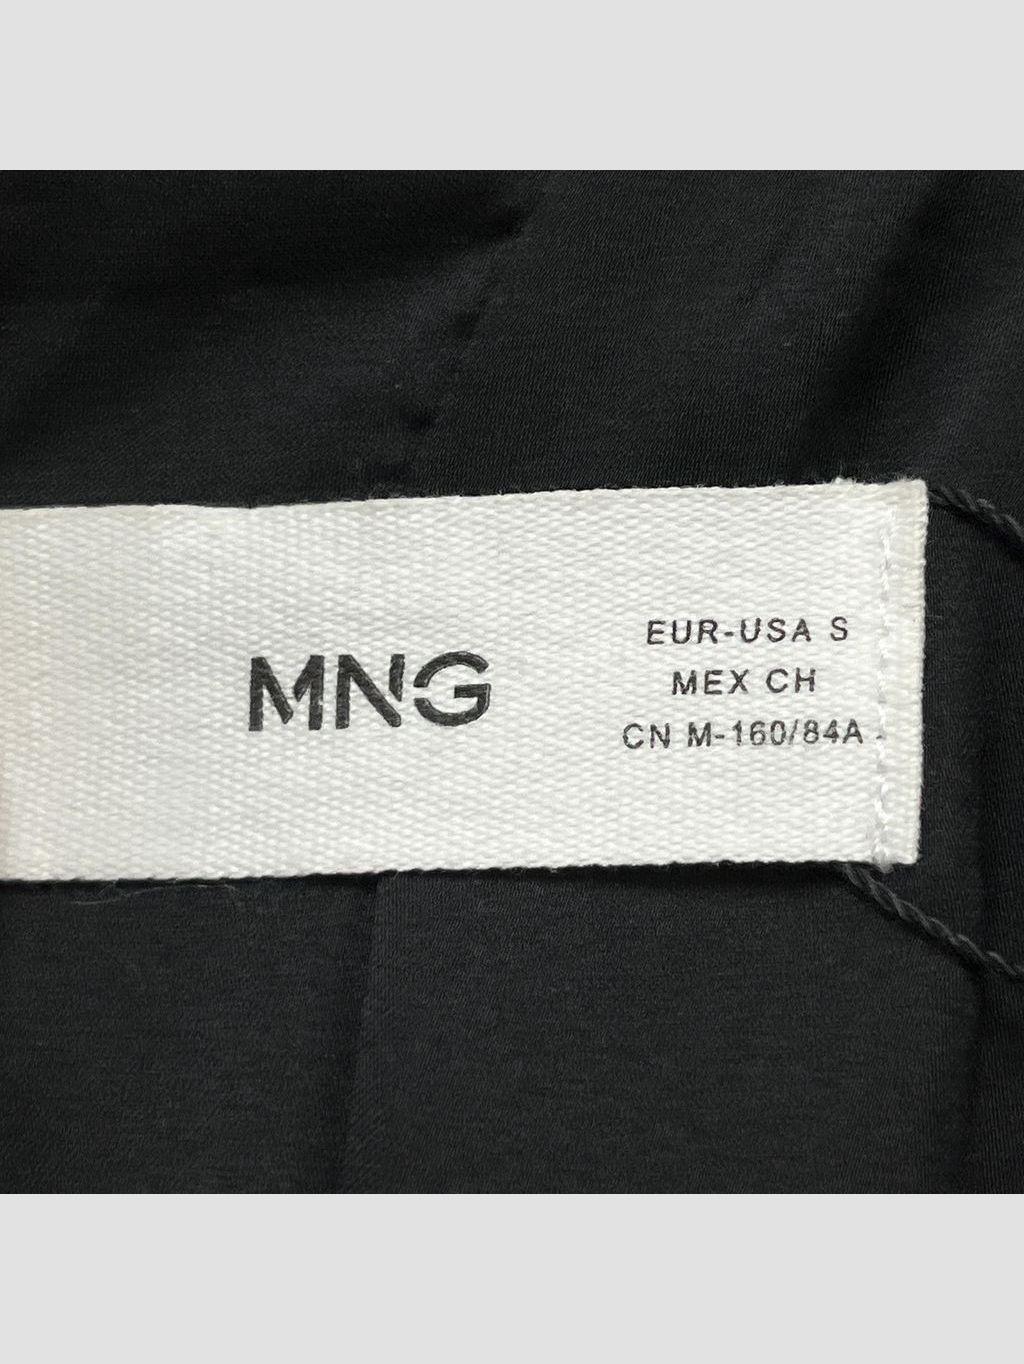 MNG
EUR-USA S
MEX CH
CN M-160/84A